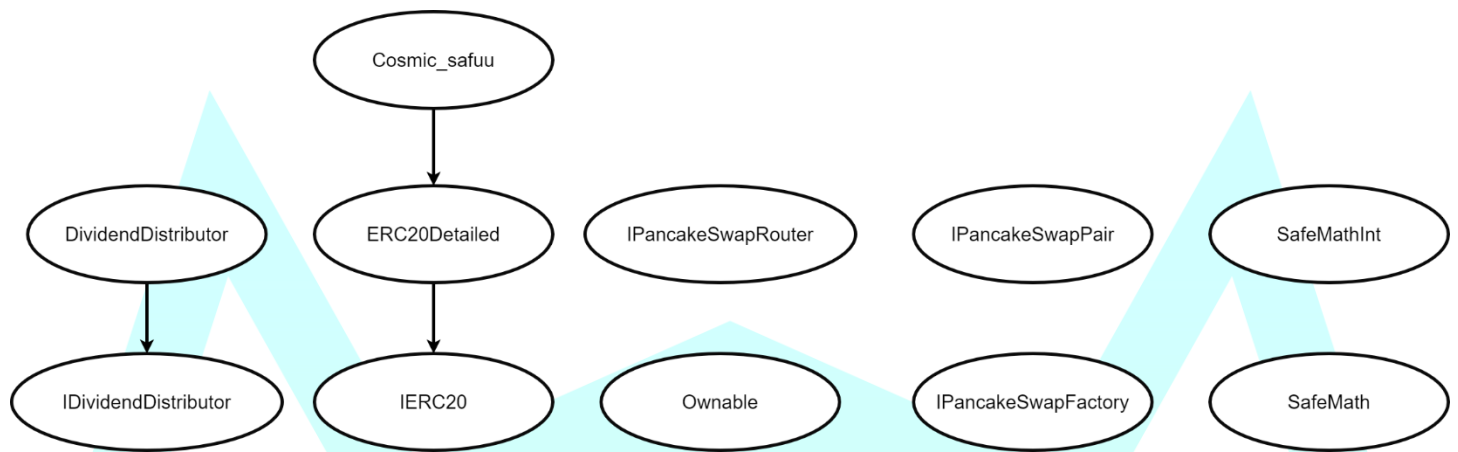 Cosmic_safuu
DividendDistributor
ERC20Detailed
IPancakeSwapRouter
IPancakeSwapPair
SafeMathInt
IDividendDistributor
IERC20
Ownable
IPancakeSwapFactory
SafeMath